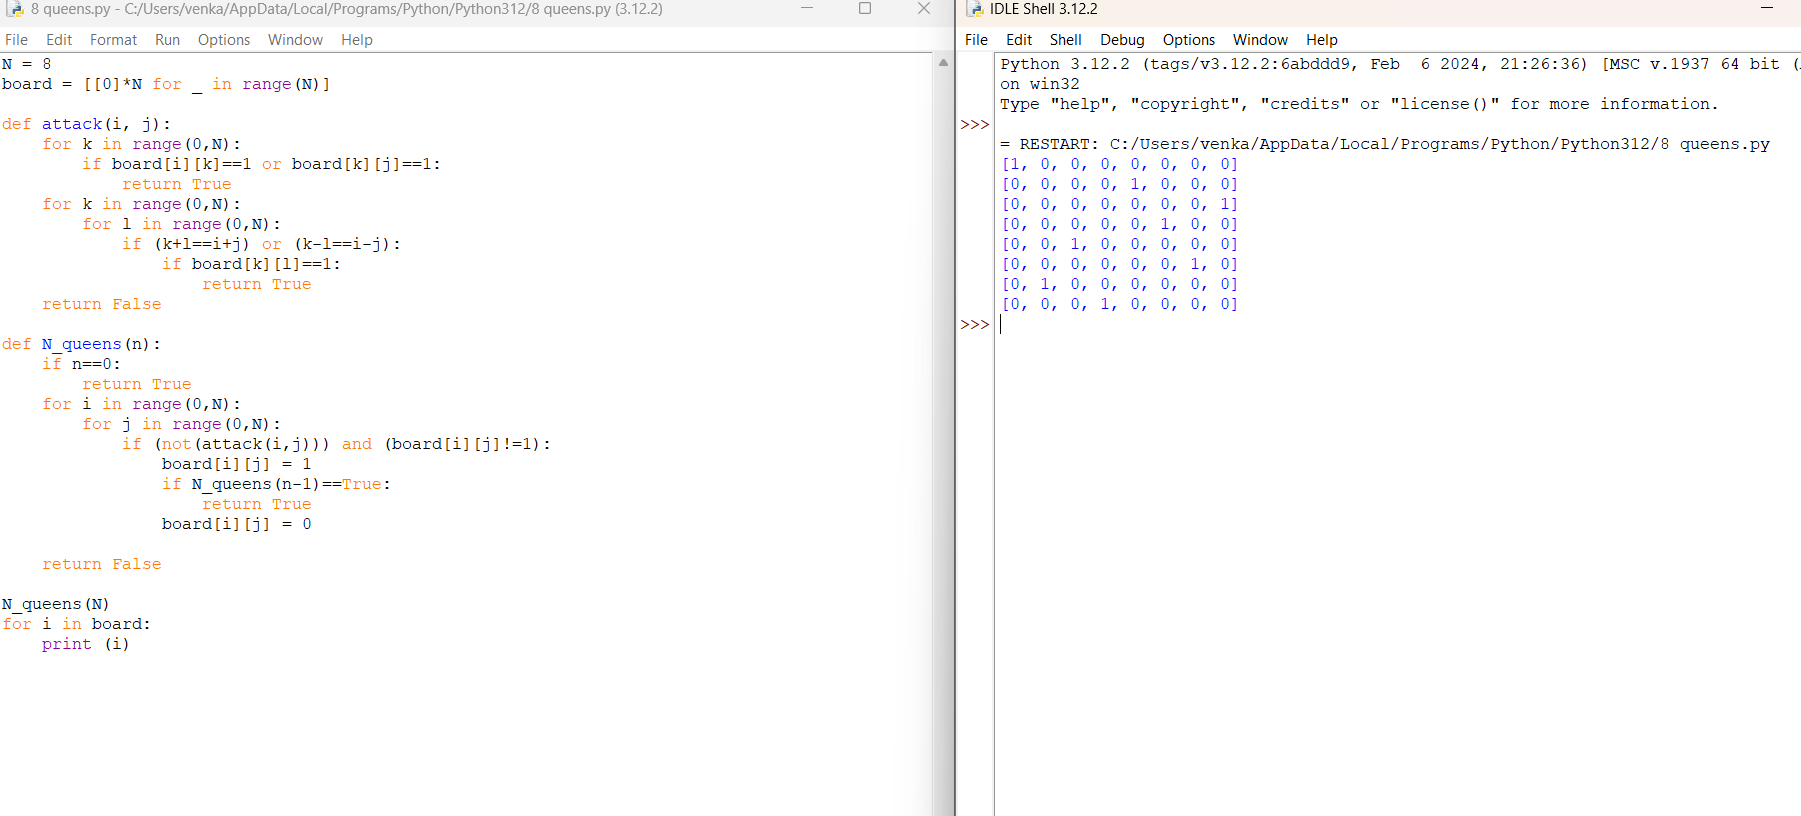 8 queens.py - C:/Users/venka/AppData/Local/Programs/Python/Python312/8 queens.py (3.12.2)
File Edit Format Run Options Window Help
N = 8
board = [[0]*N for _ in range(N)]

def attack(i, j):
    for k in range(0,N):
        if board[i][k]==1 or board[k][j]==1:
            return True
    for k in range(0,N):
        for l in range(0,N):
            if (k+l==i+j) or (k-l==i-j):
                if board[k][l]==1:
                    return True
    return False

def N_queens(n):
    if n==0:
        return True
    for i in range(0,N):
        for j in range(0,N):
            if (not(attack(i,j))) and (board[i][j]!=1):
                board[i][j] = 1
                if N_queens(n-1)==True:
                    return True
                board[i][j] = 0

    return False

N_queens(N)
for i in board:
    print (i)
IDLE Shell 3.12.2
File Edit Shell Debug Options Window Help
Python 3.12.2 (tags/v3.12.2:6abddd9, Feb  6 2024, 21:26:36) [MSC v.1937 64 bit (
on win32
Type "help", "copyright", "credits" or "license()" for more information.
>>>
= RESTART: C:/Users/venka/AppData/Local/Programs/Python/Python312/8 queens.py
[1, 0, 0, 0, 0, 0, 0, 0]
[0, 0, 0, 0, 1, 0, 0, 0]
[0, 0, 0, 0, 0, 0, 0, 1]
[0, 0, 0, 0, 0, 1, 0, 0]
[0, 0, 1, 0, 0, 0, 0, 0]
[0, 0, 0, 0, 0, 0, 1, 0]
[0, 1, 0, 0, 0, 0, 0, 0]
[0, 0, 0, 1, 0, 0, 0, 0]
>>>